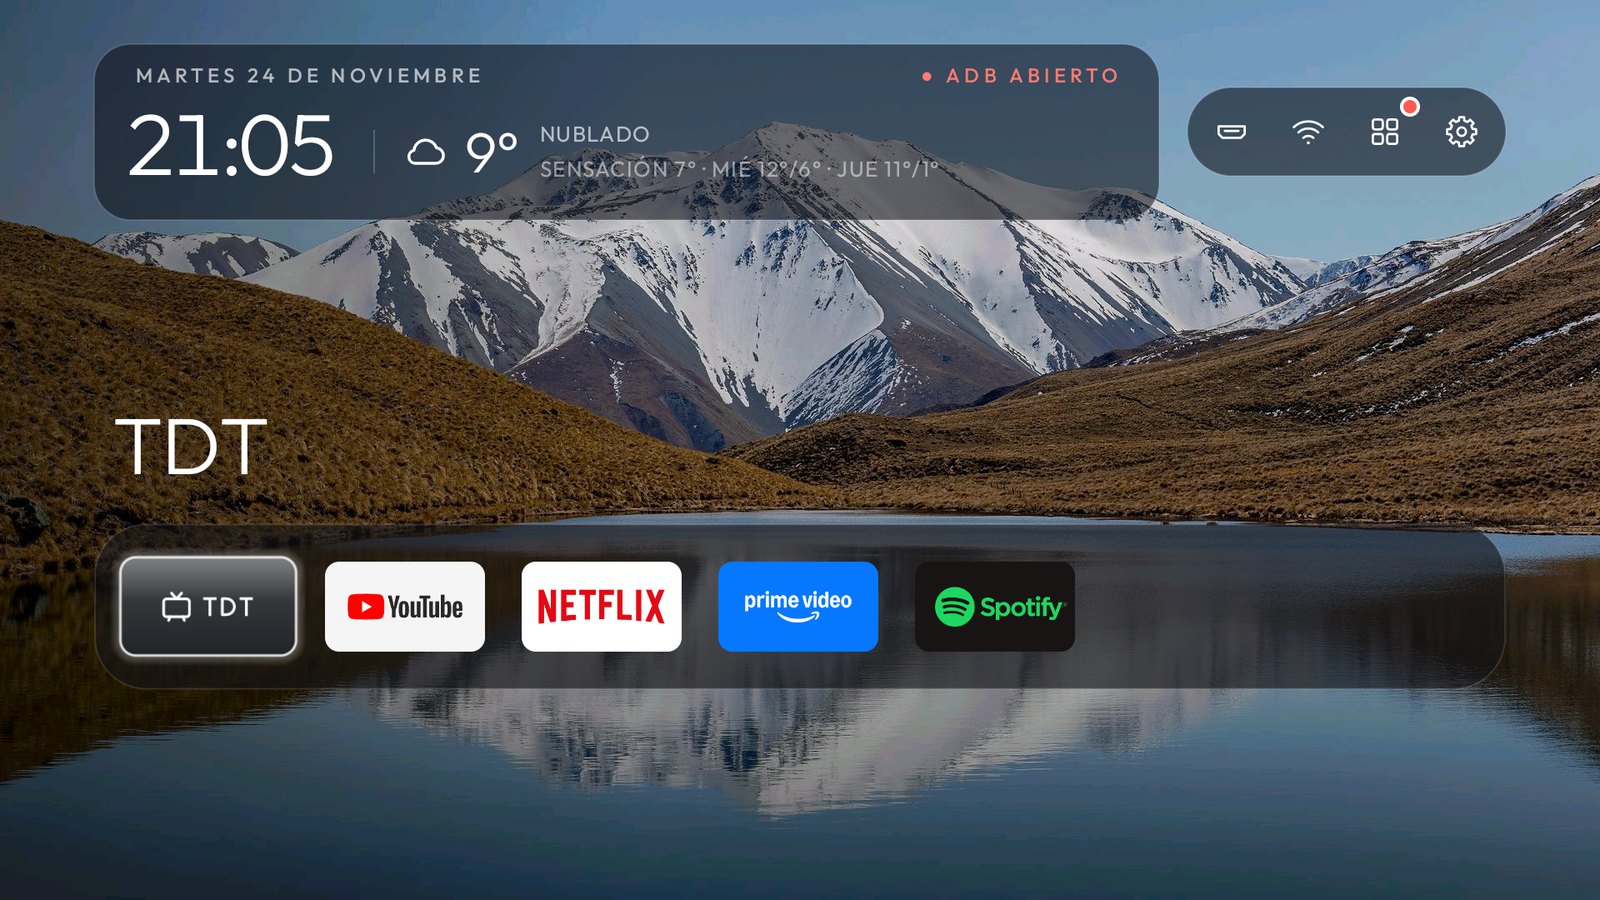 MARTES 24 DE NOVIEMBRE
ADB ABIERTO
21:05
9°
NUBLADO
SENSACIÓN 7° · MIÉ 12°/6° · JUE 11°/1°
TDT
TDT
YouTube
NETFLIX
prime video
Spotify